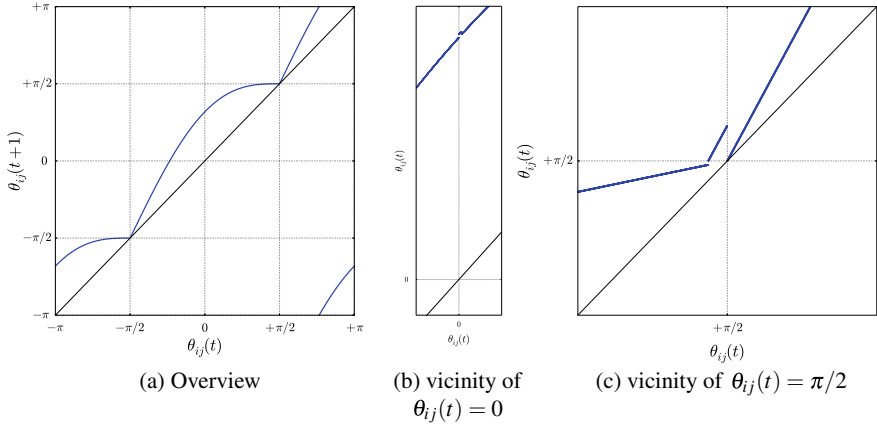 +π
+π/2
0
−π/2
−π
θij(t+1)
−π
−π/2
0
+π/2
+π
θij(t)
(a) Overview
θij(t)
0
0
θij(t)
(b) vicinity of
θij(t) = 0
θij(t)
+π/2
+π/2
θij(t)
(c) vicinity of θij(t) = π/2